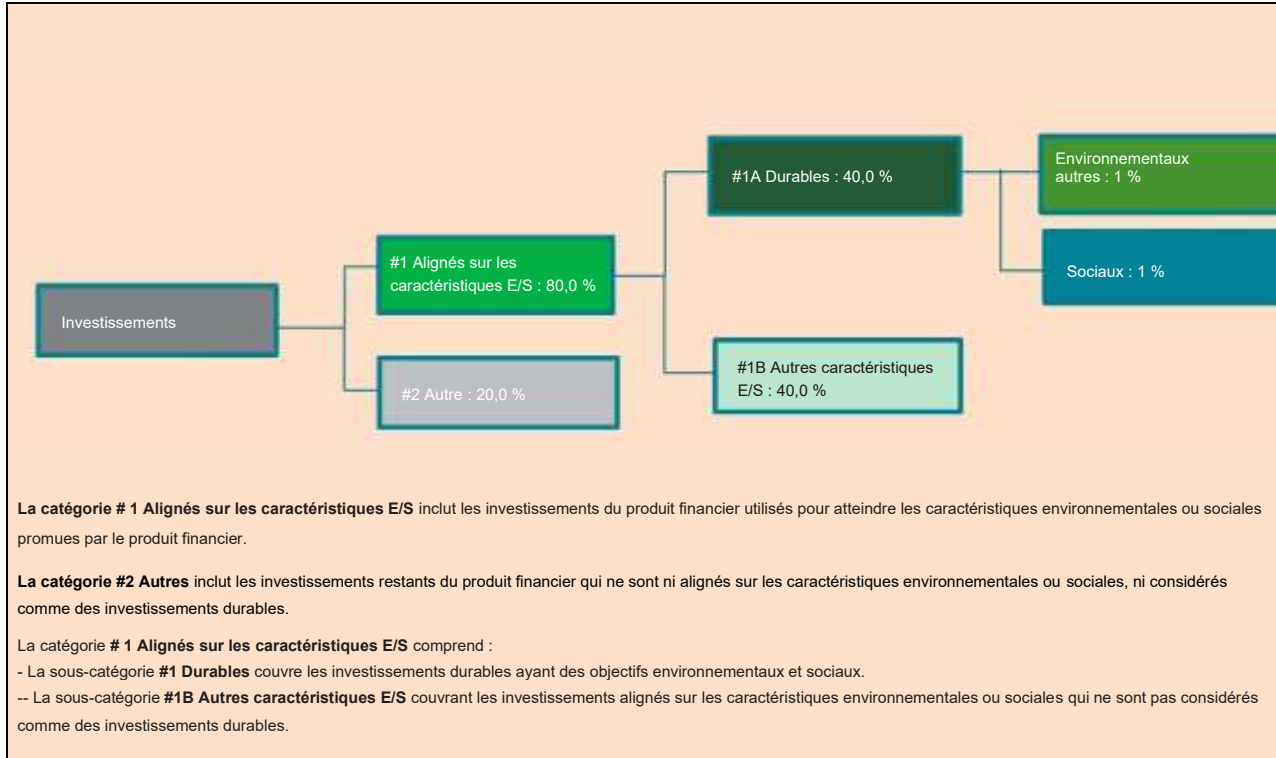 Investissements
#1 Alignés sur les
caractéristiques E/S : 80,0 %
#2 Autre : 20,0 %
#1A Durables : 40,0 %
#1B Autres caractéristiques
E/S : 40,0 %
Environnementaux
autres : 1 %
Sociaux : 1 %
La catégorie # 1 Alignés sur les caractéristiques E/S inclut les investissements du produit financier utilisés pour atteindre les caractéristiques environnementales ou sociales
promues par le produit financier.
La catégorie #2 Autres inclut les investissements restants du produit financier qui ne sont ni alignés sur les caractéristiques environnementales ou sociales, ni considérés
comme des investissements durables.
La catégorie # 1 Alignés sur les caractéristiques E/S comprend :
- La sous-catégorie #1 Durables couvre les investissements durables ayant des objectifs environnementaux et sociaux.
-- La sous-catégorie #1B Autres caractéristiques E/S couvrant les investissements alignés sur les caractéristiques environnementales ou sociales qui ne sont pas considérés
comme des investissements durables.